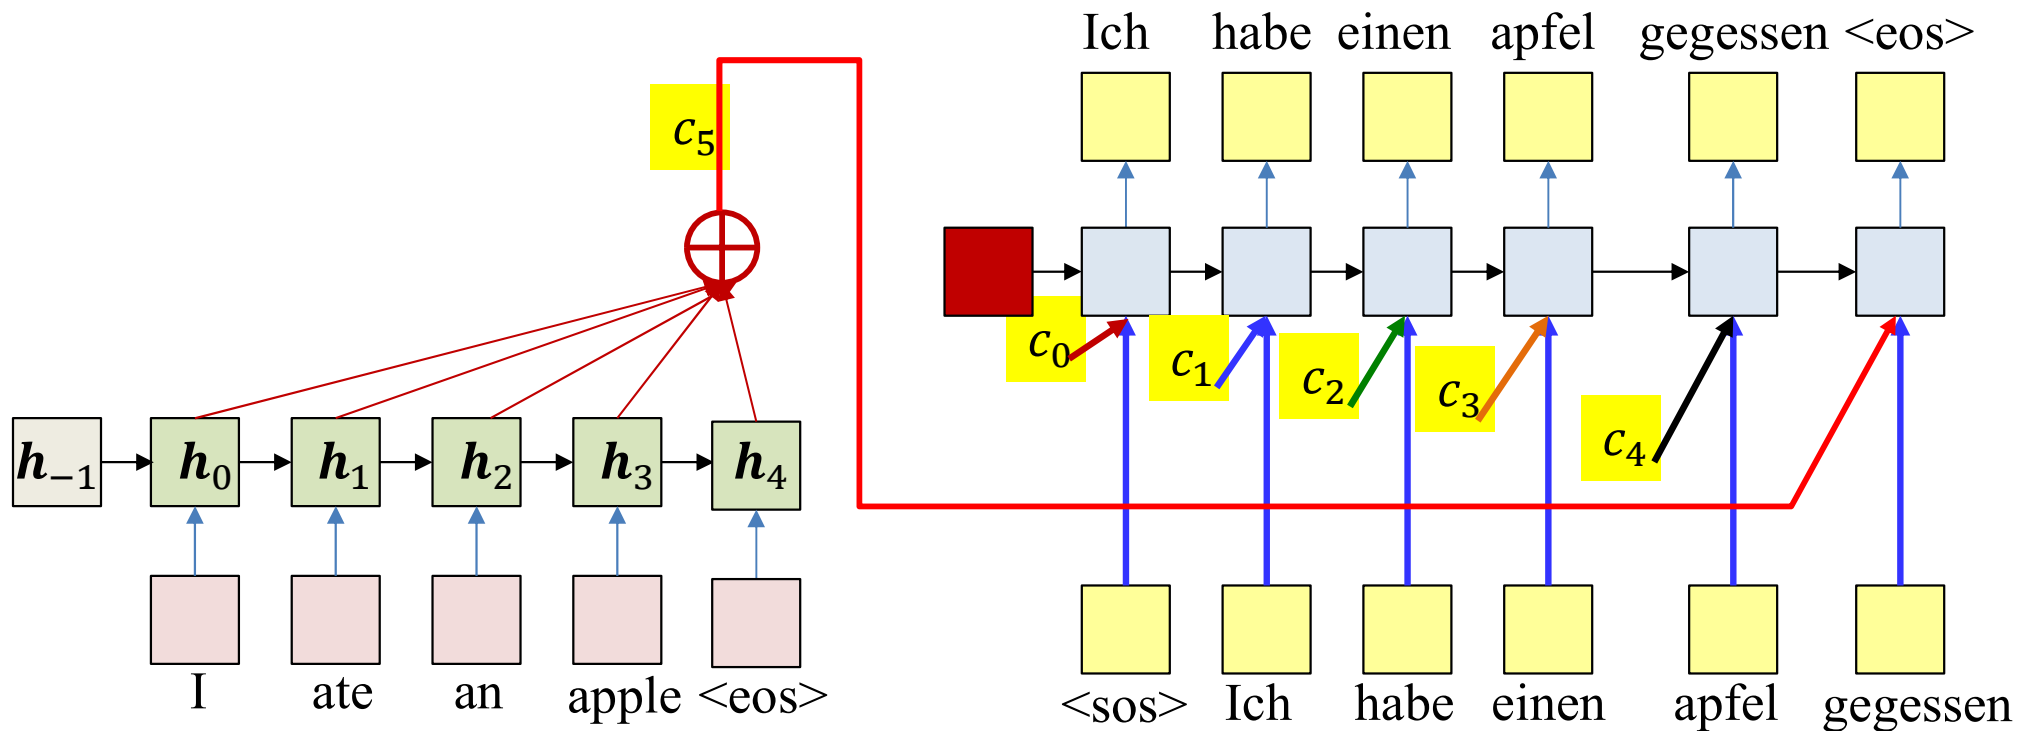 Ich habe einen apfel gegessen <eos>
c₅
c₀ c₁ c₂ c₃ c₄
h₋₁ h₀ h₁ h₂ h₃ h₄
I ate an apple <eos>
<sos> Ich habe einen apfel gegessen